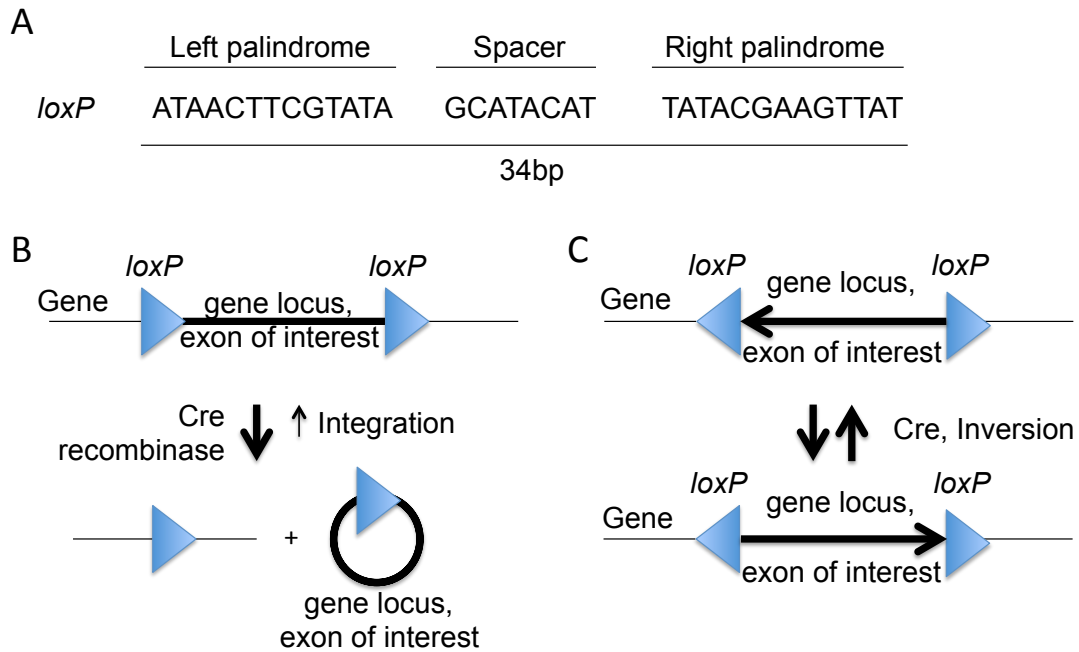 A
Left palindrome Spacer Right palindrome
loxP ATAACTTCGTATA GCATACAT TATACGAAGTTAT
34bp
B
loxP loxP
Gene gene locus,
exon of interest
Cre
recombinase
Integration
+
gene locus,
exon of interest
C
loxP loxP
Gene gene locus,
exon of interest
Cre, Inversion
loxP loxP
Gene gene locus,
exon of interest